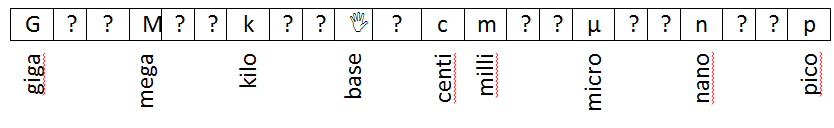 G ? ? M ? ? k ? ? 🖐 ? c m ? ? µ ? ? n ? ? p
giga mega kilo base centi milli micro nano pico